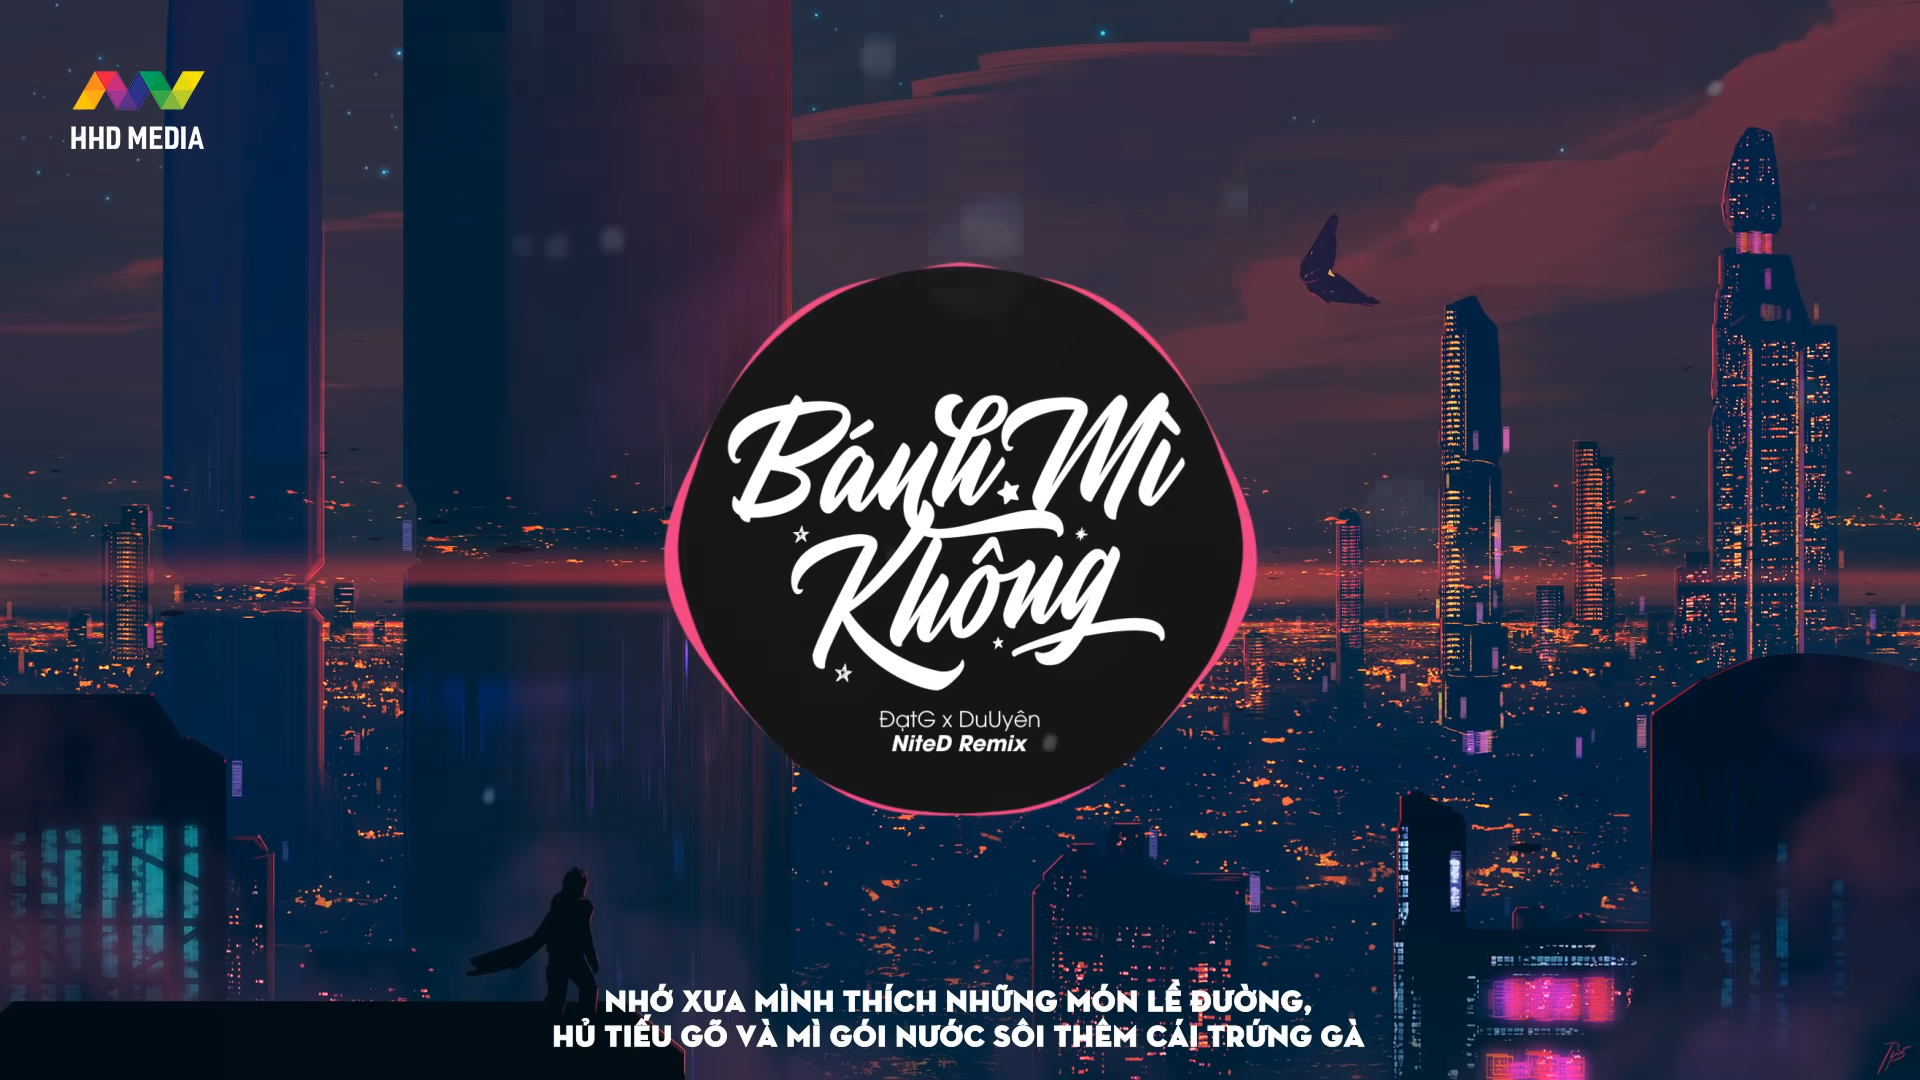 HHD MEDIA
Bánh Mì
Không
ĐạtG x DuUyên
NiteD Remix
NHỚ XƯA MÌNH THÍCH NHỮNG MÓN LỀ ĐƯỜNG,
HỦ TIẾU GÕ VÀ MÌ GÓI NƯỚC SÔI THÊM CÁI TRỨNG GÀ